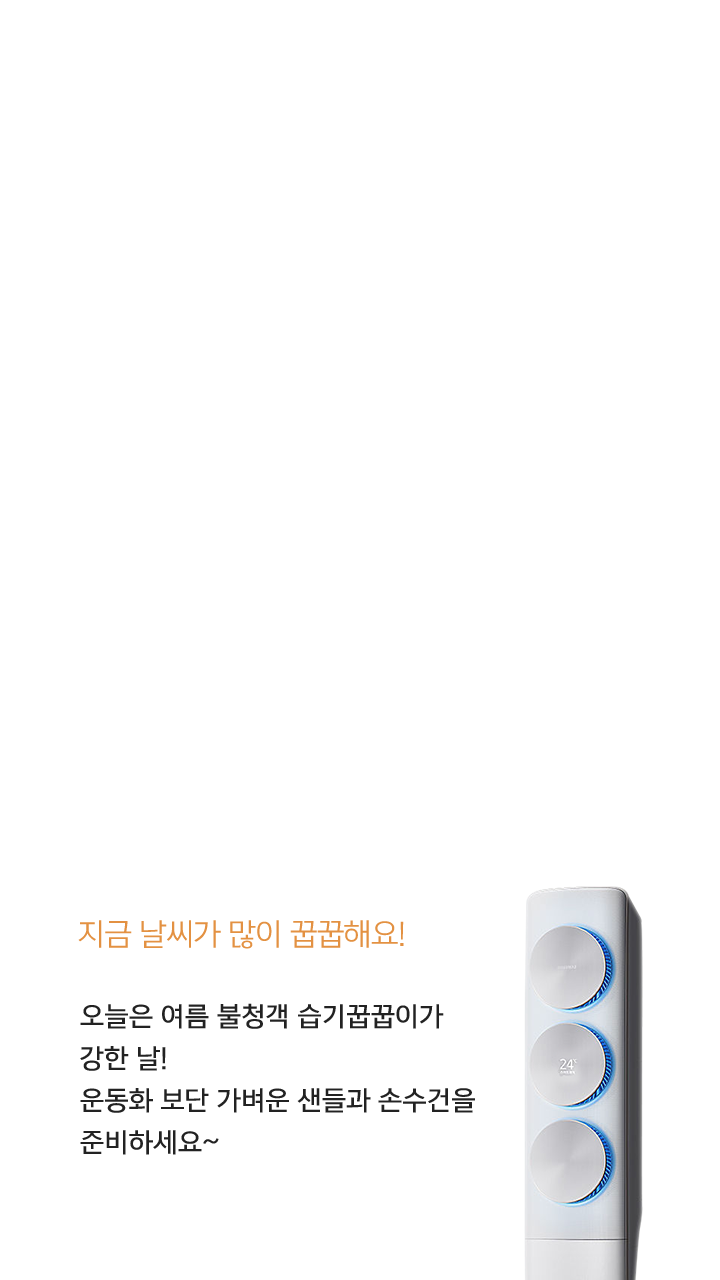 지금 날씨가 많이 꿉꿉해요!
오늘은 여름 불청객 습기꿉꿉이가
강한 날!
운동화 보단 가벼운 샌들과 손수건을
준비하세요~
24℃